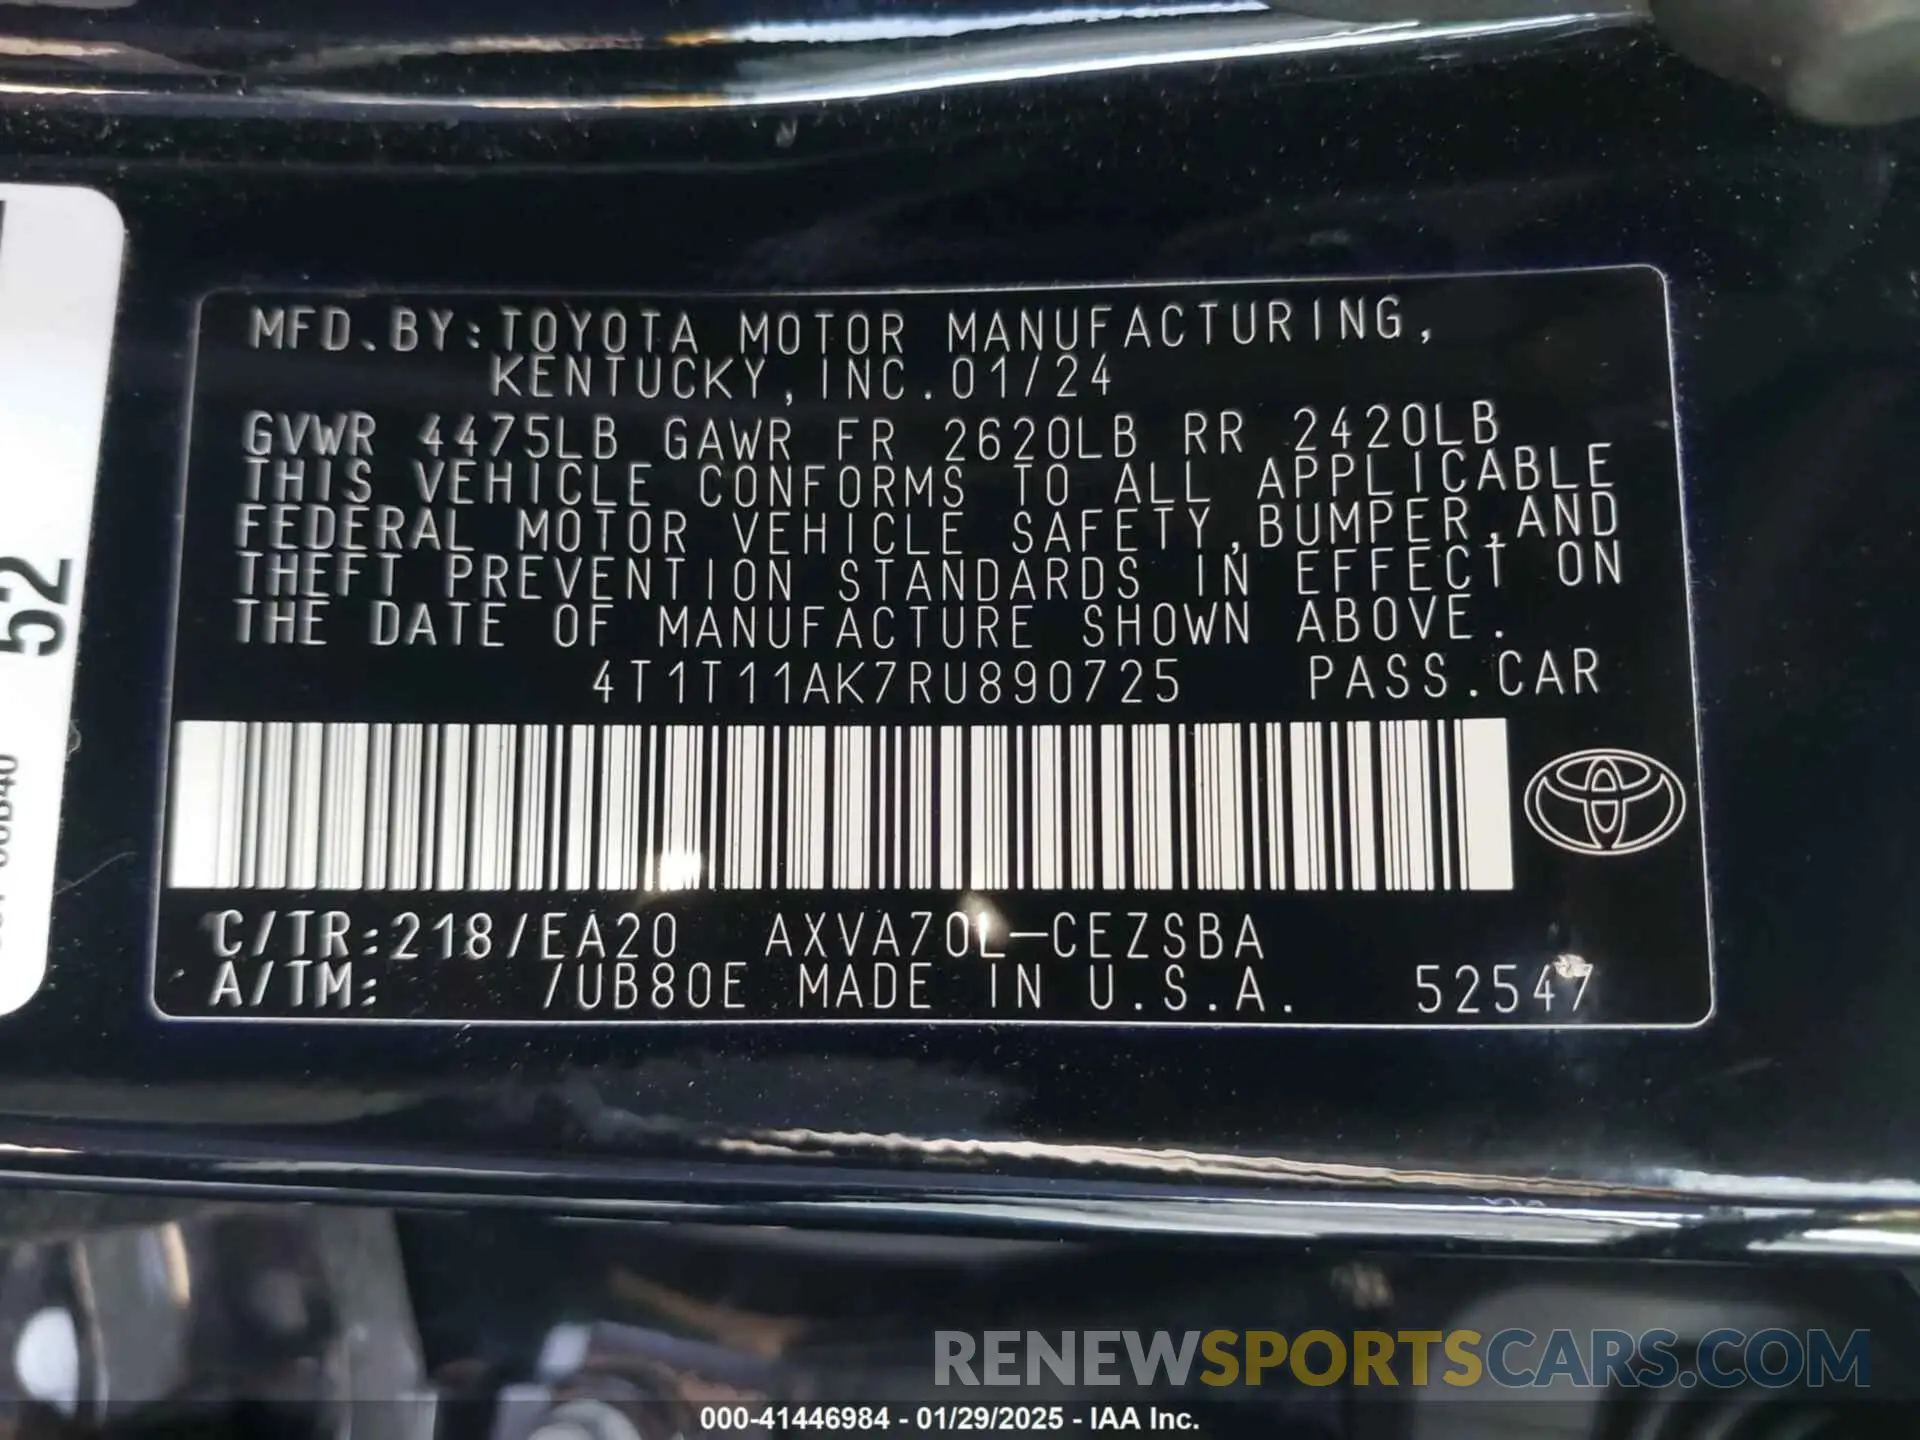 MFD.BY:TOYOTA MOTOR MANUFACTURING,
KENTUCKY,INC.01/24
GVWR 4475LB GAWR FR 2620LB RR 2420LB
THIS VEHICLE CONFORMS TO ALL APPLICABLE
FEDERAL MOTOR VEHICLE SAFETY,BUMPER,AND
THEFT PREVENTION STANDARDS IN EFFECT ON
THE DATE OF MANUFACTURE SHOWN ABOVE.
4T1T11AK7RU890725 PASS.CAR
C/TR:218/EA20 AXVA70L-CEZSBA
A/TM: /UB80E MADE IN U.S.A. 52547
52
RENEWSPORTSCARS.COM
000-41446984 - 01/29/2025 - IAA Inc.